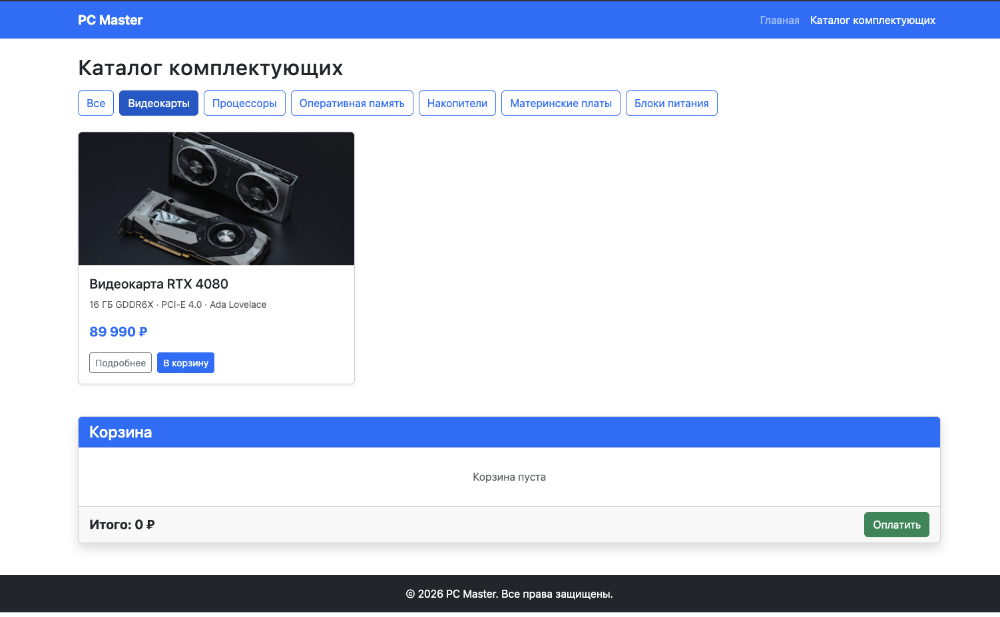 PC Master
Главная Каталог комплектующих
Каталог комплектующих
Все Видеокарты Процессоры Оперативная память Накопители Материнские платы Блоки питания
Видеокарта RTX 4080
16 ГБ GDDR6X · PCI-E 4.0 · Ada Lovelace
89 990 ₽
Подробнее В корзину
Корзина
Корзина пуста
Итого: 0 ₽
Оплатить
© 2026 PC Master. Все права защищены.